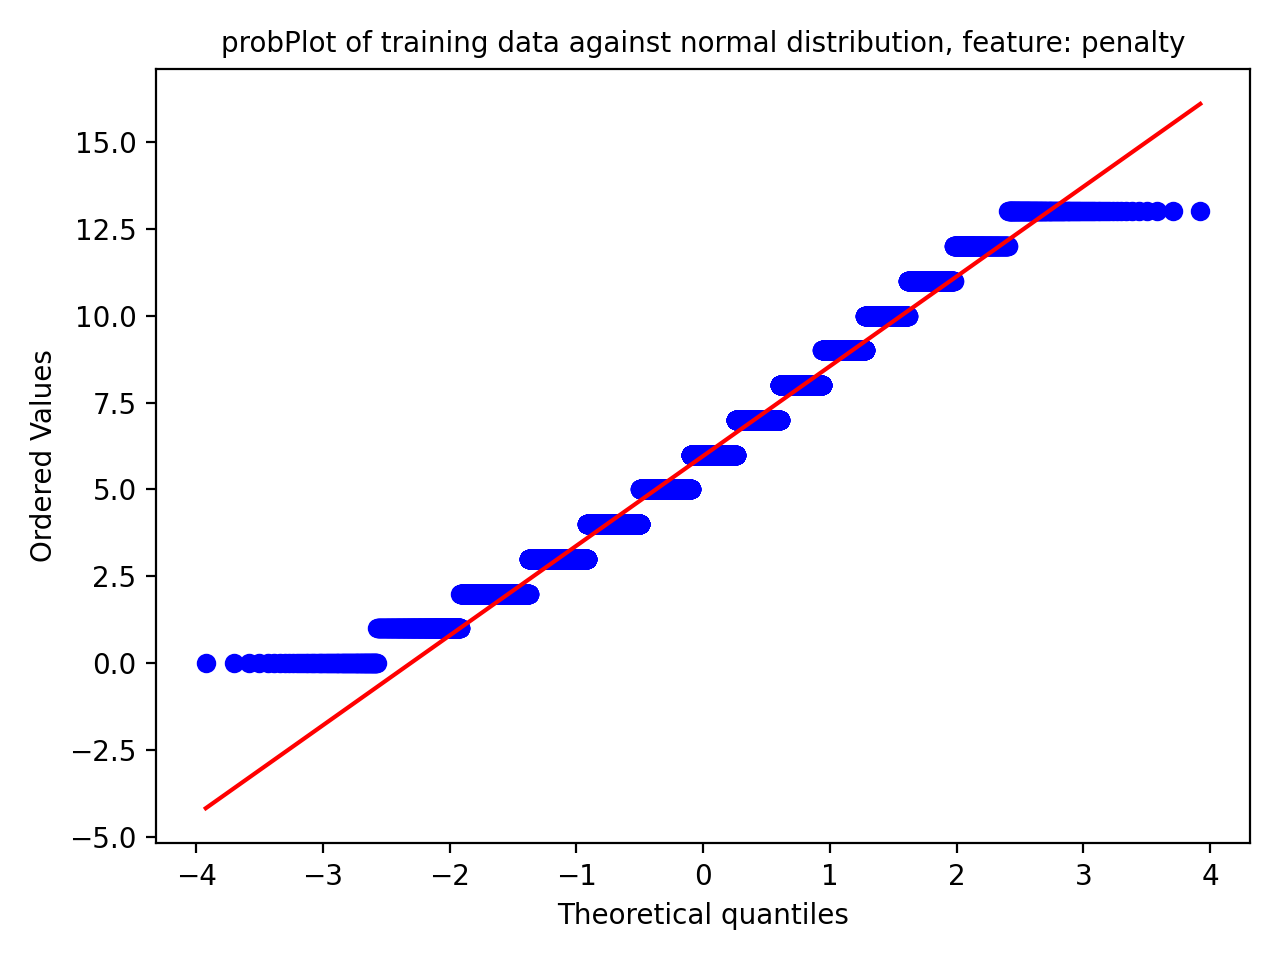 probPlot of training data against normal distribution, feature: penalty
15.0
12.5
10.0
7.5
5.0
2.5
0.0
−2.5
−5.0
Ordered Values
−4 −3 −2 −1 0 1 2 3 4
Theoretical quantiles